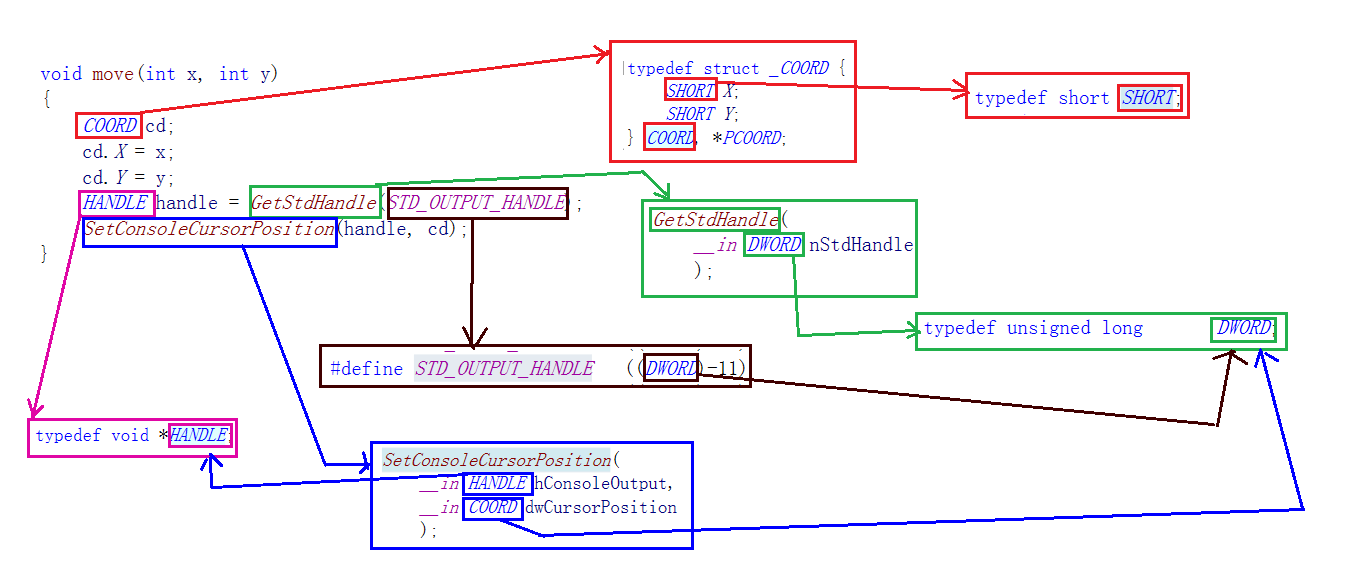 void move(int x, int y)
{
COORD cd;
cd.X = x;
cd.Y = y;
HANDLE handle = GetStdHandle(STD_OUTPUT_HANDLE);
SetConsoleCursorPosition(handle, cd);
}
typedef struct _COORD {
SHORT X;
SHORT Y;
} COORD, *PCOORD;
typedef short SHORT;
GetStdHandle(
__in DWORD nStdHandle
);
typedef unsigned long DWORD;
#define STD_OUTPUT_HANDLE ((DWORD)-11)
typedef void *HANDLE;
SetConsoleCursorPosition(
__in HANDLE hConsoleOutput,
__in COORD dwCursorPosition
);